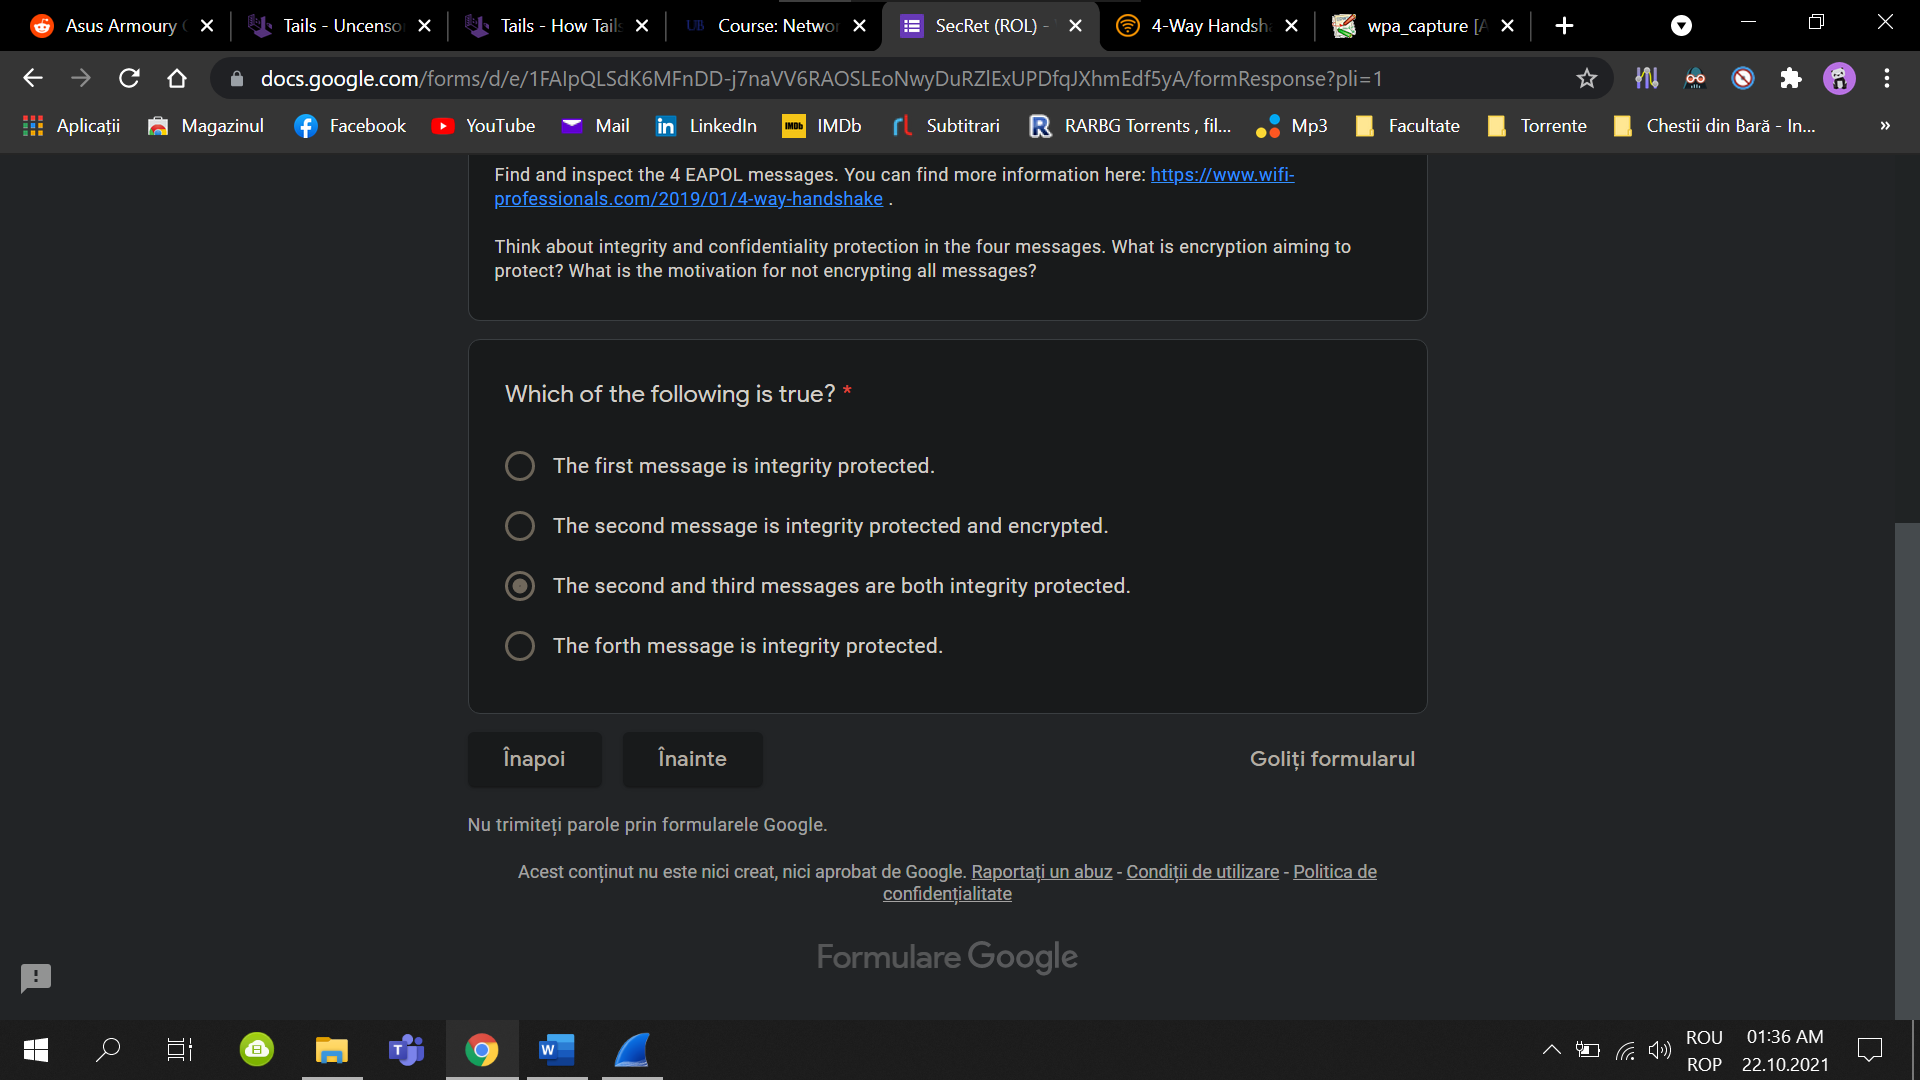 Asus Armoury
Tails - Uncenso
Tails - How Tails
UB Course: Networ
SecRet (ROL) -
4-Way Handsh
wpa_capture [A
docs.google.com/forms/d/e/1FAIpQLSdK6MFnDD-j7naVV6RAOSLEoNwyDuRZlExUPDfqJXhmEdf5yA/formResponse?pli=1
Aplicații
Magazinul
Facebook
YouTube
Mail
LinkedIn
IMDb
Subtitrari
RARBG Torrents , fil...
Mp3
Facultate
Torrente
Chestii din Bară - In...
»
Find and inspect the 4 EAPOL messages. You can find more information here: https://www.wifi-
professionals.com/2019/01/4-way-handshake .
Think about integrity and confidentiality protection in the four messages. What is encryption aiming to
protect? What is the motivation for not encrypting all messages?
Which of the following is true? *
The first message is integrity protected.
The second message is integrity protected and encrypted.
The second and third messages are both integrity protected.
The forth message is integrity protected.
Înapoi
Înainte
Goliți formularul
Nu trimiteți parole prin formularele Google.
Acest conținut nu este nici creat, nici aprobat de Google. Raportați un abuz - Condiții de utilizare - Politica de
confidențialitate
Formulare Google
ROU
ROP
01:36 AM
22.10.2021